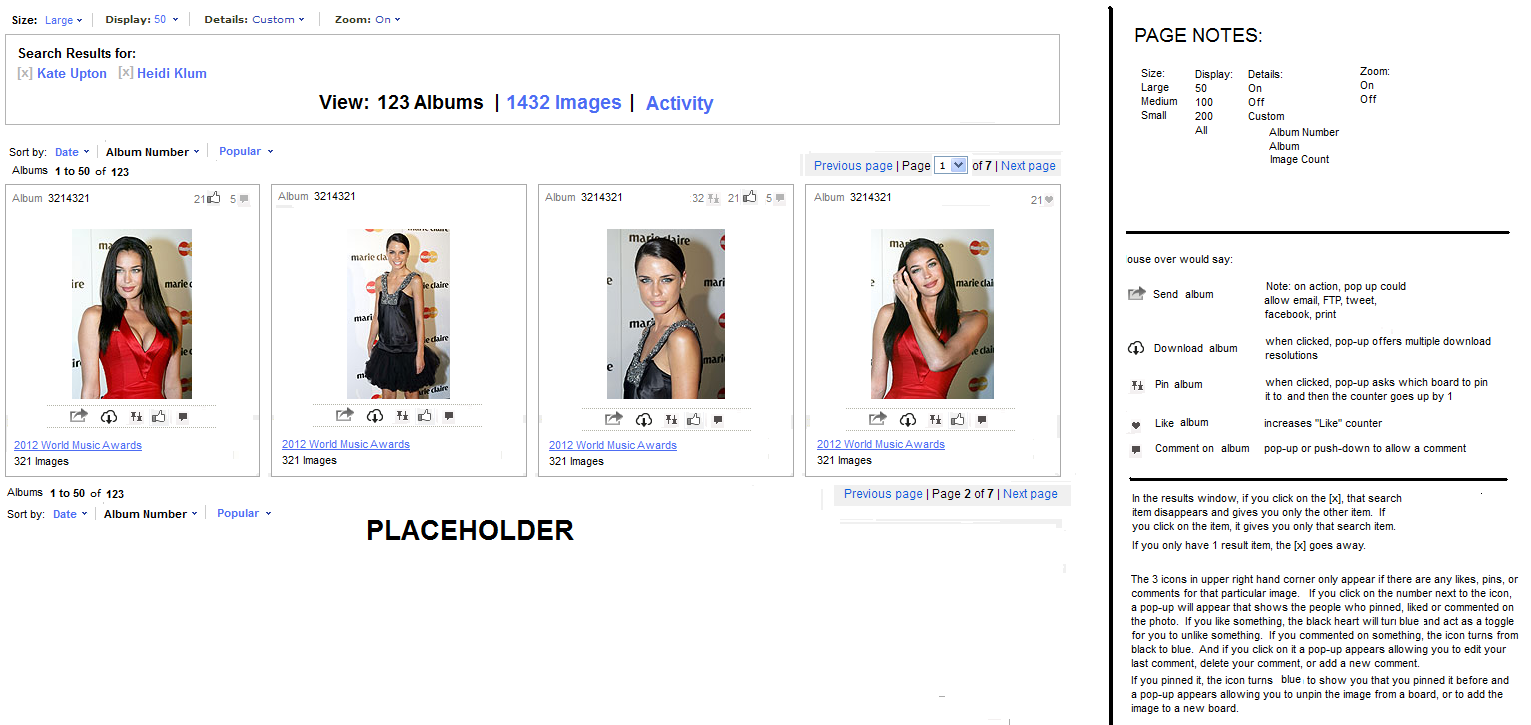 Size: Large Display: 50 Details: Custom Zoom: On
Search Results for:
[x] Kate Upton [x] Heidi Klum
View: 123 Albums | 1432 Images | Activity
Sort by: Date Album Number Popular
Albums 1 to 50 of 123
Previous page | Page 1 of 7 | Next page
Album 3214321 21 5
marie claire
2012 World Music Awards
321 Images
Album 3214321
marie claire
MasterCard
2012 World Music Awards
321 Images
Album 3214321 32 21 5
marie claire
2012 World Music Awards
321 Images
Album 3214321 21
marie claire
MasterCard
2012 World Music Awards
321 Images
Albums 1 to 50 of 123
Previous page | Page 2 of 7 | Next page
Sort by: Date Album Number Popular
PLACEHOLDER
PAGE NOTES:
Size:
Large
Medium
Small
Display:
50
100
200
All
Details:
On
Off
Custom
Album Number
Album
Image Count
Zoom:
On
Off
ouse over would say:
Send album
Note: on action, pop up could
allow email, FTP, tweet,
facebook, print
Download album
when clicked, pop-up offers multiple download
resolutions
Pin album
when clicked, pop-up asks which board to pin
it to and then the counter goes up by 1
Like album
increases "Like" counter
Comment on album
pop-up or push-down to allow a comment
In the results window, if you click on the [x], that search
item disappears and gives you only the other item. If
you click on the item, it gives you only that search item.
If you only have 1 result item, the [x] goes away.
The 3 icons in upper right hand corner only appear if there are any likes, pins, or
comments for that particular image. If you click on the number next to the icon,
a pop-up will appear that shows the people who pinned, liked or commented on
the photo. If you like something, the black heart will turn blue and act as a toggle
for you to unlike something. If you commented on something, the icon turns from
black to blue. And if you click on it a pop-up appears allowing you to edit your
last comment, delete your comment, or add a new comment.
If you pinned it, the icon turns blue to show you that you pinned it before and
a pop-up appears allowing you to unpin the image from a board, or to add the
image to a new board.